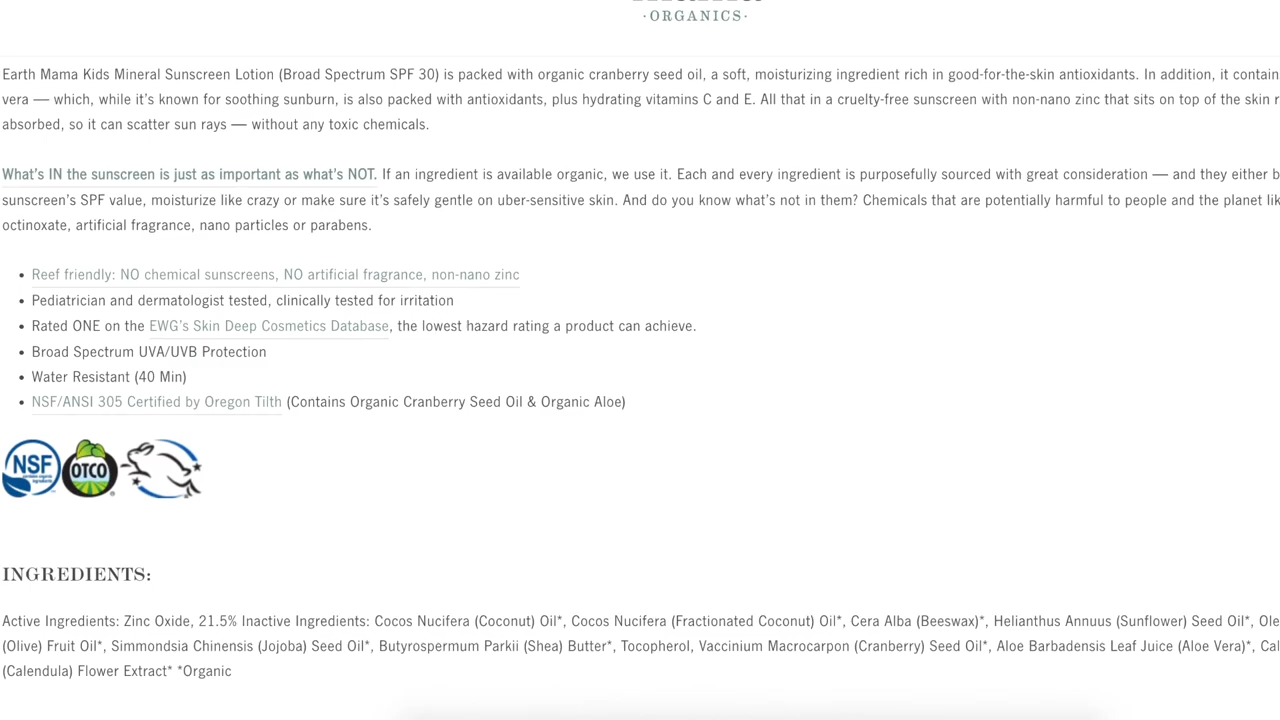 ·ORGANICS·
Earth Mama Kids Mineral Sunscreen Lotion (Broad Spectrum SPF 30) is packed with organic cranberry seed oil, a soft, moisturizing ingredient rich in good-for-the-skin antioxidants. In addition, it contain
vera — which, while it's known for soothing sunburn, is also packed with antioxidants, plus hydrating vitamins C and E. All that in a cruelty-free sunscreen with non-nano zinc that sits on top of the skin r
absorbed, so it can scatter sun rays — without any toxic chemicals.
What's IN the sunscreen is just as important as what's NOT. If an ingredient is available organic, we use it. Each and every ingredient is purposefully sourced with great consideration — and they either b
sunscreen's SPF value, moisturize like crazy or make sure it's safely gentle on uber-sensitive skin. And do you know what's not in them? Chemicals that are potentially harmful to people and the planet lik
octinoxate, artificial fragrance, nano particles or parabens.
• Reef friendly: NO chemical sunscreens, NO artificial fragrance, non-nano zinc
• Pediatrician and dermatologist tested, clinically tested for irritation
• Rated ONE on the EWG's Skin Deep Cosmetics Database, the lowest hazard rating a product can achieve.
• Broad Spectrum UVA/UVB Protection
• Water Resistant (40 Min)
• NSF/ANSI 305 Certified by Oregon Tilth (Contains Organic Cranberry Seed Oil & Organic Aloe)
NSF OTCO
INGREDIENTS:
Active Ingredients: Zinc Oxide, 21.5% Inactive Ingredients: Cocos Nucifera (Coconut) Oil*, Cocos Nucifera (Fractionated Coconut) Oil*, Cera Alba (Beeswax)*, Helianthus Annuus (Sunflower) Seed Oil*, Ole
(Olive) Fruit Oil*, Simmondsia Chinensis (Jojoba) Seed Oil*, Butyrospermum Parkii (Shea) Butter*, Tocopherol, Vaccinium Macrocarpon (Cranberry) Seed Oil*, Aloe Barbadensis Leaf Juice (Aloe Vera)*, Cal
(Calendula) Flower Extract* *Organic